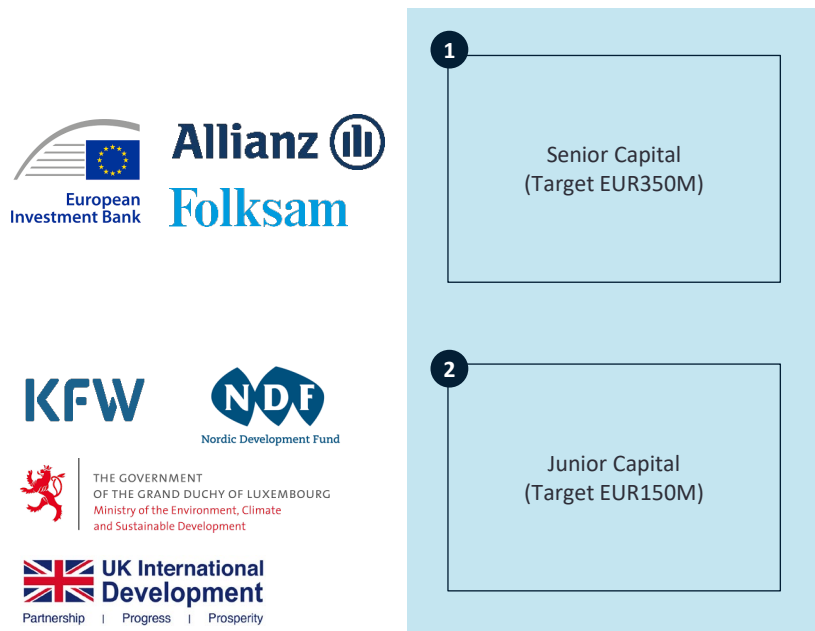 European
Investment Bank
Allianz
Folksam
1
Senior Capital
(Target EUR350M)
KFW
NDF
Nordic Development Fund
THE GOVERNMENT
OF THE GRAND DUCHY OF LUXEMBOURG
Ministry of the Environment, Climate
and Sustainable Development
UK International
Development
Partnership | Progress | Prosperity
2
Junior Capital
(Target EUR150M)